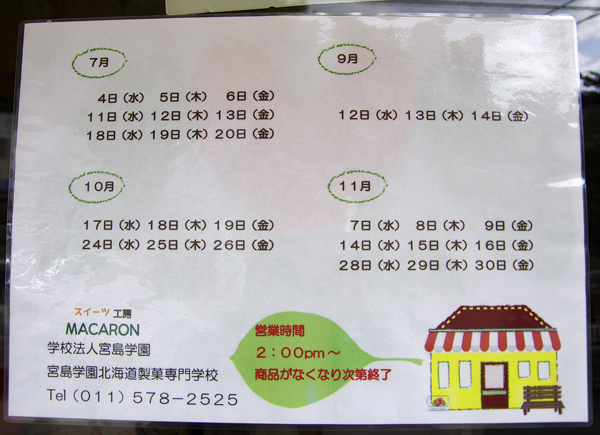 7月
4日（水） 5日（木） 6日（金）
11日（水） 12日（木） 13日（金）
18日（水） 19日（木） 20日（金）
9月
12日（水） 13日（木） 14日（金）
10月
17日（水） 18日（木） 19日（金）
24日（水） 25日（木） 26日（金）
11月
7日（水） 8日（木） 9日（金）
14日（水） 15日（木） 16日（金）
28日（水） 29日（木） 30日（金）
スイーツ 工房
MACARON
学校法人宮島学園
宮島学園北海道製菓専門学校
Tel（011）578－2525
営業時間
2：00pm～
商品がなくなり次第終了